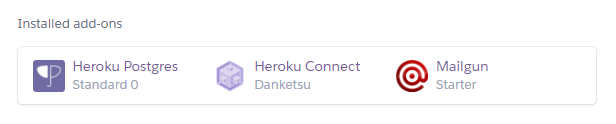 Installed add-ons
Heroku Postgres
Standard 0
Heroku Connect
Danketsu
Mailgun
Starter